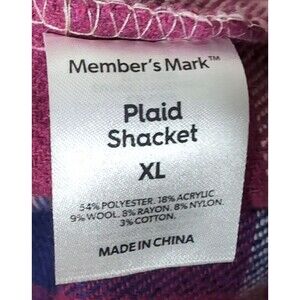 Member's Mark™
Plaid
Shacket
XL
54% POLYESTER. 18% ACRYLIC
9% WOOL. 8% RAYON. 8% NYLON.
3% COTTON.
MADE IN CHINA